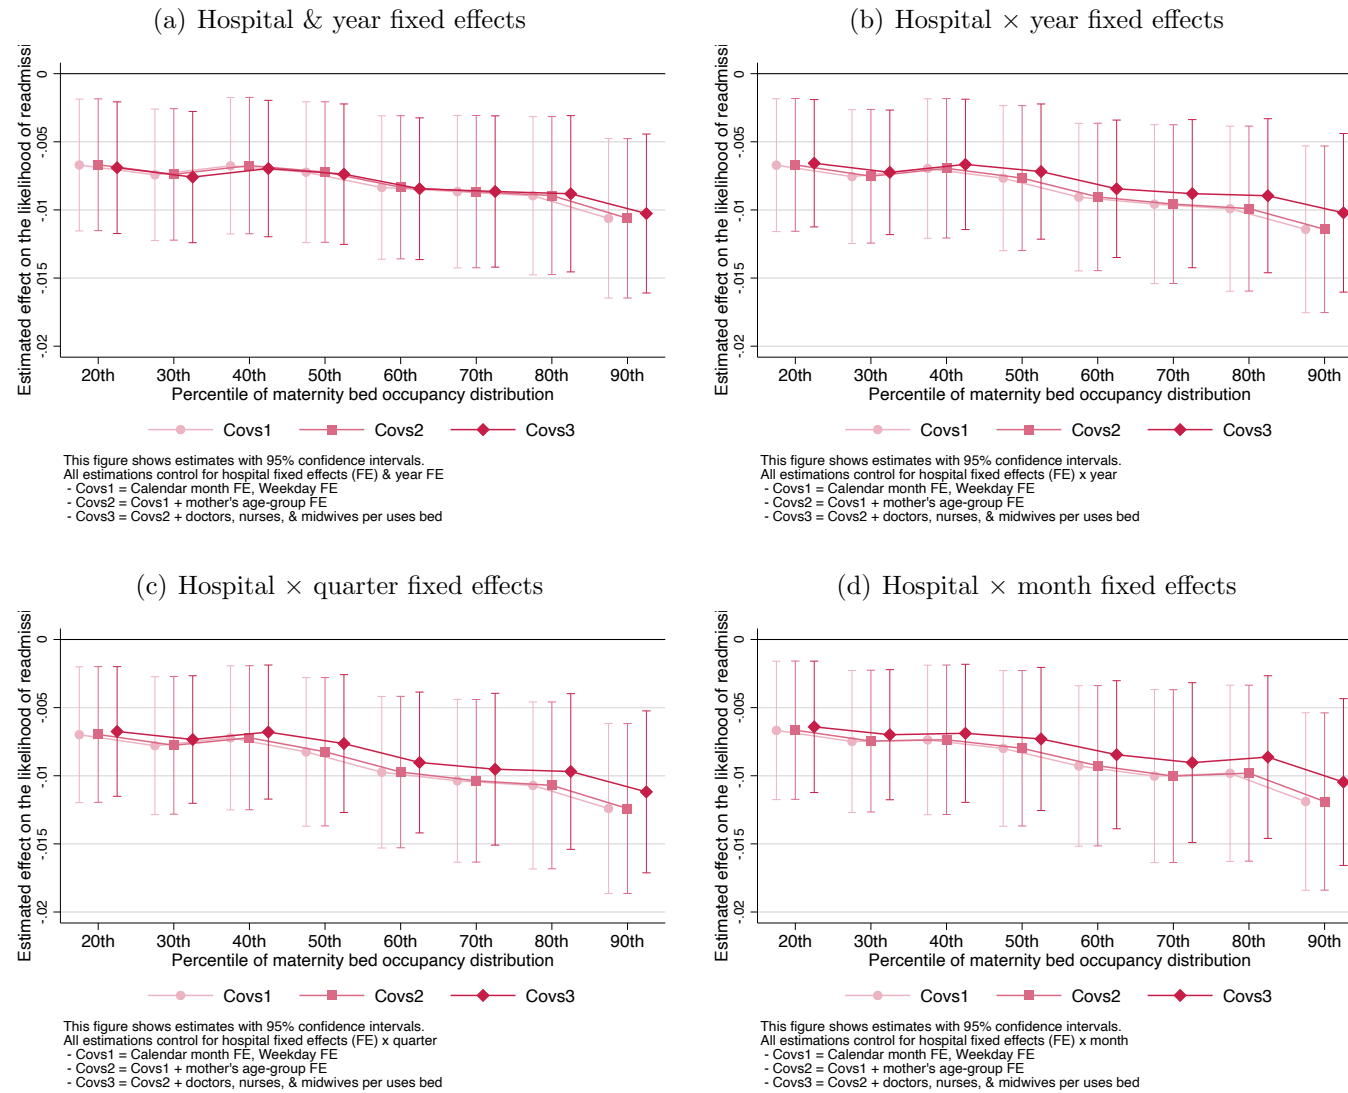 (a) Hospital & year fixed effects
Estimated effect on the likelihood of readmissi
0
-.005
-.01
-.015
-.02
20th 30th 40th 50th 60th 70th 80th 90th
Percentile of maternity bed occupancy distribution
Covs1 Covs2 Covs3
This figure shows estimates with 95% confidence intervals.
All estimations control for hospital fixed effects (FE) & year FE
- Covs1 = Calendar month FE, Weekday FE
- Covs2 = Covs1 + mother's age-group FE
- Covs3 = Covs2 + doctors, nurses, & midwives per uses bed
(b) Hospital × year fixed effects
Estimated effect on the likelihood of readmissi
0
-.005
-.01
-.015
-.02
20th 30th 40th 50th 60th 70th 80th 90th
Percentile of maternity bed occupancy distribution
Covs1 Covs2 Covs3
This figure shows estimates with 95% confidence intervals.
All estimations control for hospital fixed effects (FE) x year
- Covs1 = Calendar month FE, Weekday FE
- Covs2 = Covs1 + mother's age-group FE
- Covs3 = Covs2 + doctors, nurses, & midwives per uses bed
(c) Hospital × quarter fixed effects
Estimated effect on the likelihood of readmissi
0
-.005
-.01
-.015
-.02
20th 30th 40th 50th 60th 70th 80th 90th
Percentile of maternity bed occupancy distribution
Covs1 Covs2 Covs3
This figure shows estimates with 95% confidence intervals.
All estimations control for hospital fixed effects (FE) x quarter
- Covs1 = Calendar month FE, Weekday FE
- Covs2 = Covs1 + mother's age-group FE
- Covs3 = Covs2 + doctors, nurses, & midwives per uses bed
(d) Hospital × month fixed effects
Estimated effect on the likelihood of readmissi
0
-.005
-.01
-.015
-.02
20th 30th 40th 50th 60th 70th 80th 90th
Percentile of maternity bed occupancy distribution
Covs1 Covs2 Covs3
This figure shows estimates with 95% confidence intervals.
All estimations control for hospital fixed effects (FE) x month
- Covs1 = Calendar month FE, Weekday FE
- Covs2 = Covs1 + mother's age-group FE
- Covs3 = Covs2 + doctors, nurses, & midwives per uses bed